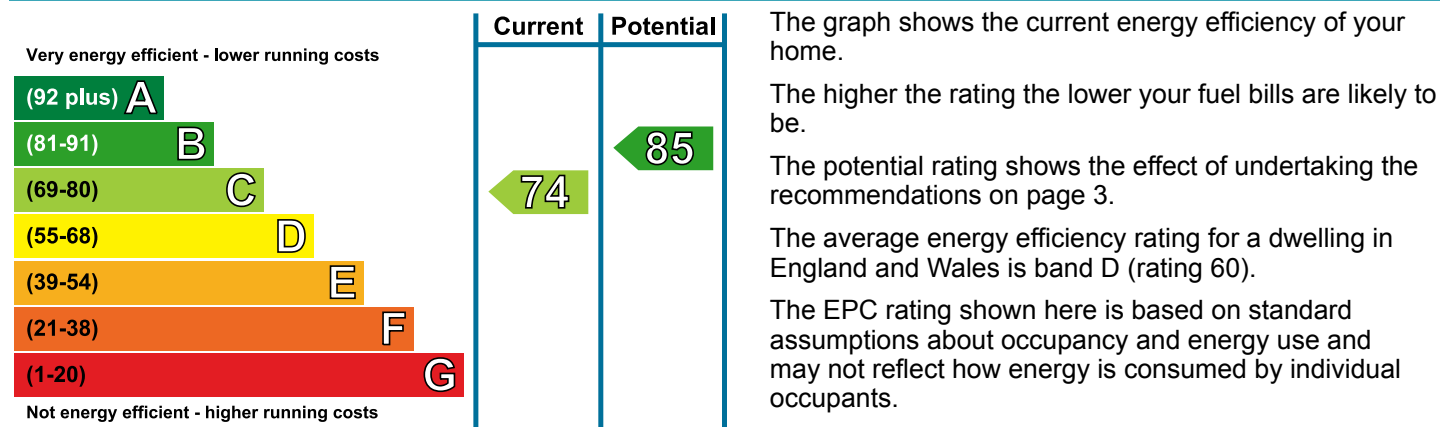 Current Potential
Very energy efficient - lower running costs
(92 plus) A
(81-91) B
85
(69-80) C
74
(55-68) D
(39-54) E
(21-38) F
(1-20) G
Not energy efficient - higher running costs
The graph shows the current energy efficiency of your
home.
The higher the rating the lower your fuel bills are likely to
be.
The potential rating shows the effect of undertaking the
recommendations on page 3.
The average energy efficiency rating for a dwelling in
England and Wales is band D (rating 60).
The EPC rating shown here is based on standard
assumptions about occupancy and energy use and
may not reflect how energy is consumed by individual
occupants.